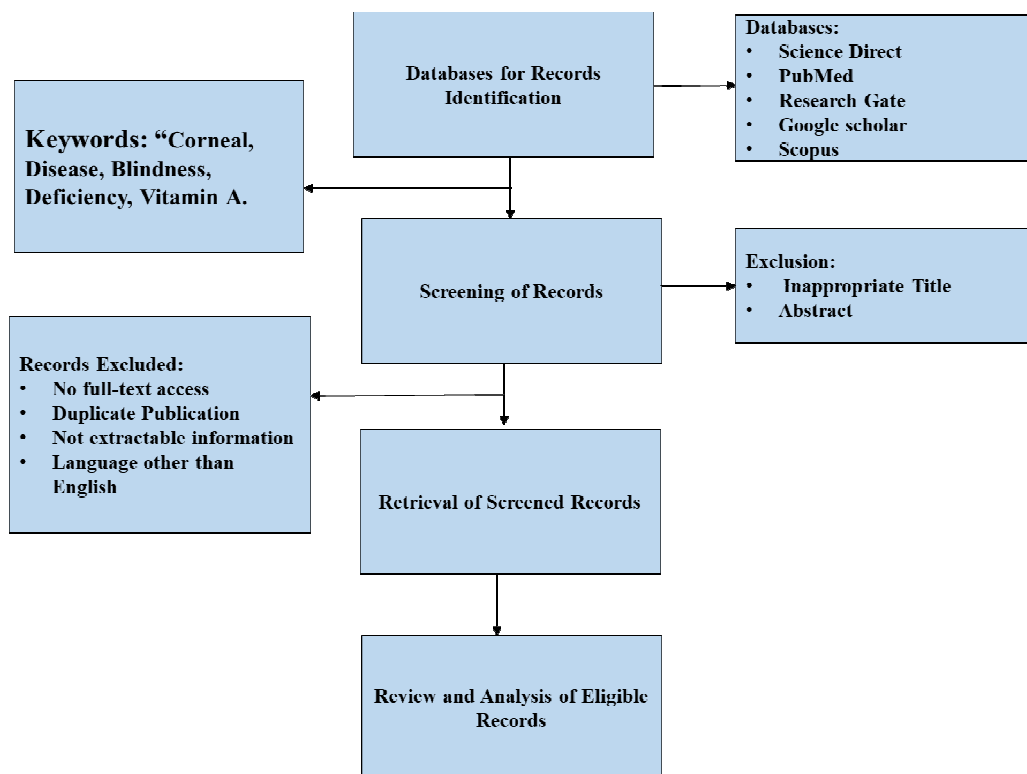 Databases for Records
Identification
Databases:
• Science Direct
• PubMed
• Research Gate
• Google scholar
• Scopus
Keywords: “Corneal,
Disease, Blindness,
Deficiency, Vitamin A.
Screening of Records
Exclusion:
• Inappropriate Title
• Abstract
Records Excluded:
• No full-text access
• Duplicate Publication
• Not extractable information
• Language other than
English
Retrieval of Screened Records
Review and Analysis of Eligible
Records